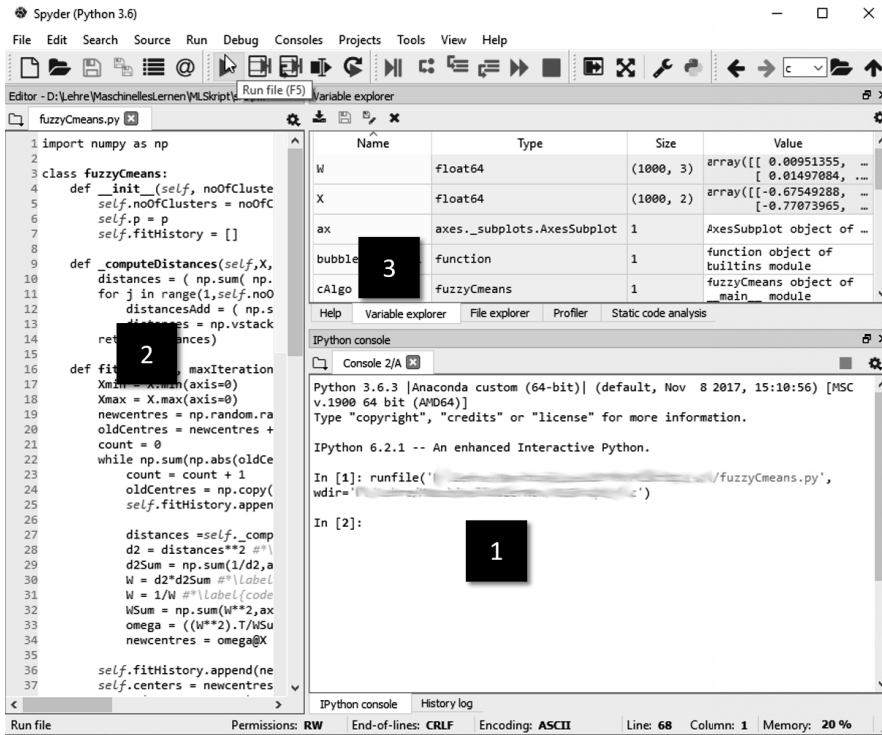 Spyder (Python 3.6)
File Edit Search Source Run Debug Consoles Projects Tools View Help
c
Run file (F5)
Editor - D:\Lehre\MaschinellesLernen\MLSkript\
Variable explorer
fuzzyCmeans.py
1 import numpy as np
2
3 class fuzzyCmeans:
4 def __init__(self, noOfCluste
5 self.noOfClusters = noOfC
6 self.p = p
7 self.fitHistory = []
8
9 def _computeDistances(self,X,
10 distances = ( np.sum( np.
11 for j in range(1,self.noO
12 distancesAdd = ( np.s
13 = np.vstack
14
15
16 def maxIteration
17 Xmin = X.min(axis=0)
18 Xmax = X.max(axis=0)
19 newcentres = np.random.ra
20 oldCentres = newcentres +
21 count = 0
22 while np.sum(np.abs(oldCe
23 count = count + 1
24 oldCentres = np.copy(
25 self.fitHistory.appen
26
27 distances =self._comp
28 d2 = distances**2 #*\
29 d2Sum = np.sum(1/d2,a
30 W = d2*d2Sum #*\label
31 W = 1/W #*\label{code
32 WSum = np.sum(W**2,ax
33 omega = ((W**2).T/WSu
34 newcentres = omega@X
35
36 self.fitHistory.append(ne
37 self.centers = newcentres
2
Name Type Size Value
W float64 (1000, 3) array([[ 0.00951355, …
[ 0.01497084, ...
X float64 (1000, 2) array([[-0.67549288, …
[-0.77073965, …
ax axes._subplots.AxesSubplot 1 AxesSubplot object of …
bubble function 1 function object of
builtins module
cAlgo fuzzyCmeans 1 fuzzyCmeans object of
__main__ module
3
Help Variable explorer File explorer Profiler Static code analysis
IPython console
Console 2/A
Python 3.6.3 |Anaconda custom (64-bit)| (default, Nov 8 2017, 15:10:56) [MSC
v.1900 64 bit (AMD64)]
Type "copyright", "credits" or "license" for more information.
IPython 6.2.1 -- An enhanced Interactive Python.
In [1]: runfile(' /fuzzyCmeans.py',
wdir=' c')
In [2]:
1
IPython console History log
Run file Permissions: RW End-of-lines: CRLF Encoding: ASCII Line: 68 Column: 1 Memory: 20 %